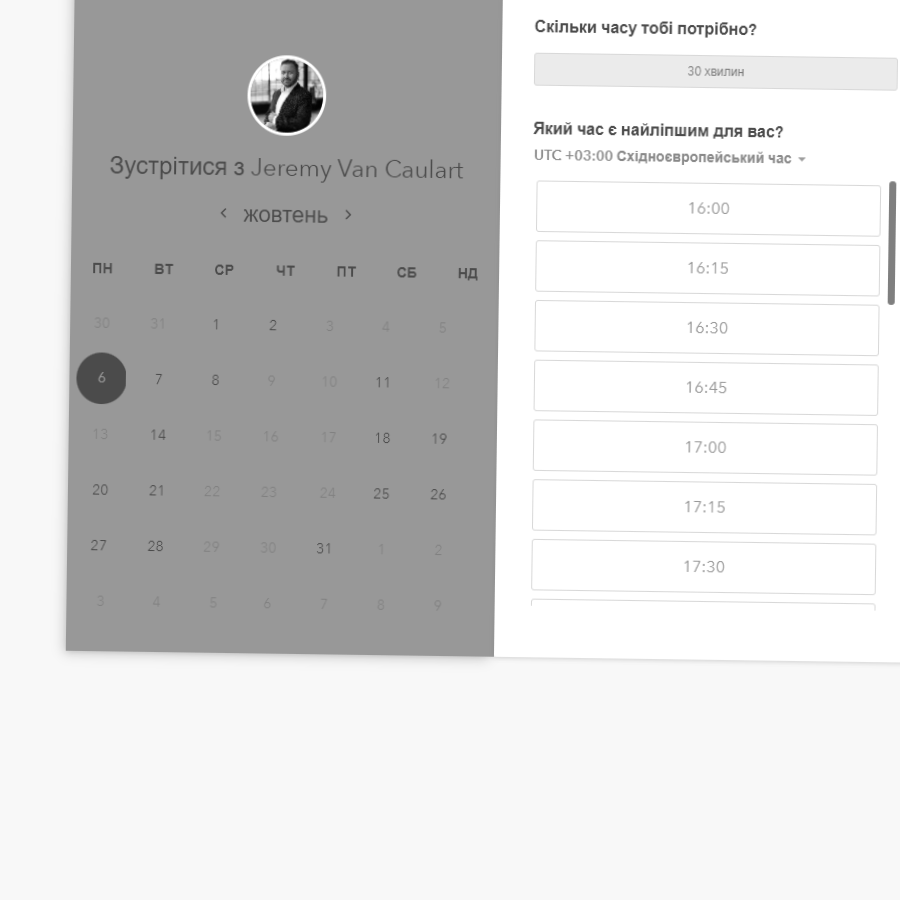 Зустрітися з Jeremy Van Caulart
жовтень
ПН ВТ СР ЧТ ПТ СБ НД
30 31 1 2 3 4 5
6 7 8 9 10 11 12
13 14 15 16 17 18 19
20 21 22 23 24 25 26
27 28 29 30 31 1 2
3 4 5 6 7 8 9
Скільки часу тобі потрібно?
30 хвилин
Який час є найліпшим для вас?
UTC +03:00 Східноєвропейський час
16:00
16:15
16:30
16:45
17:00
17:15
17:30